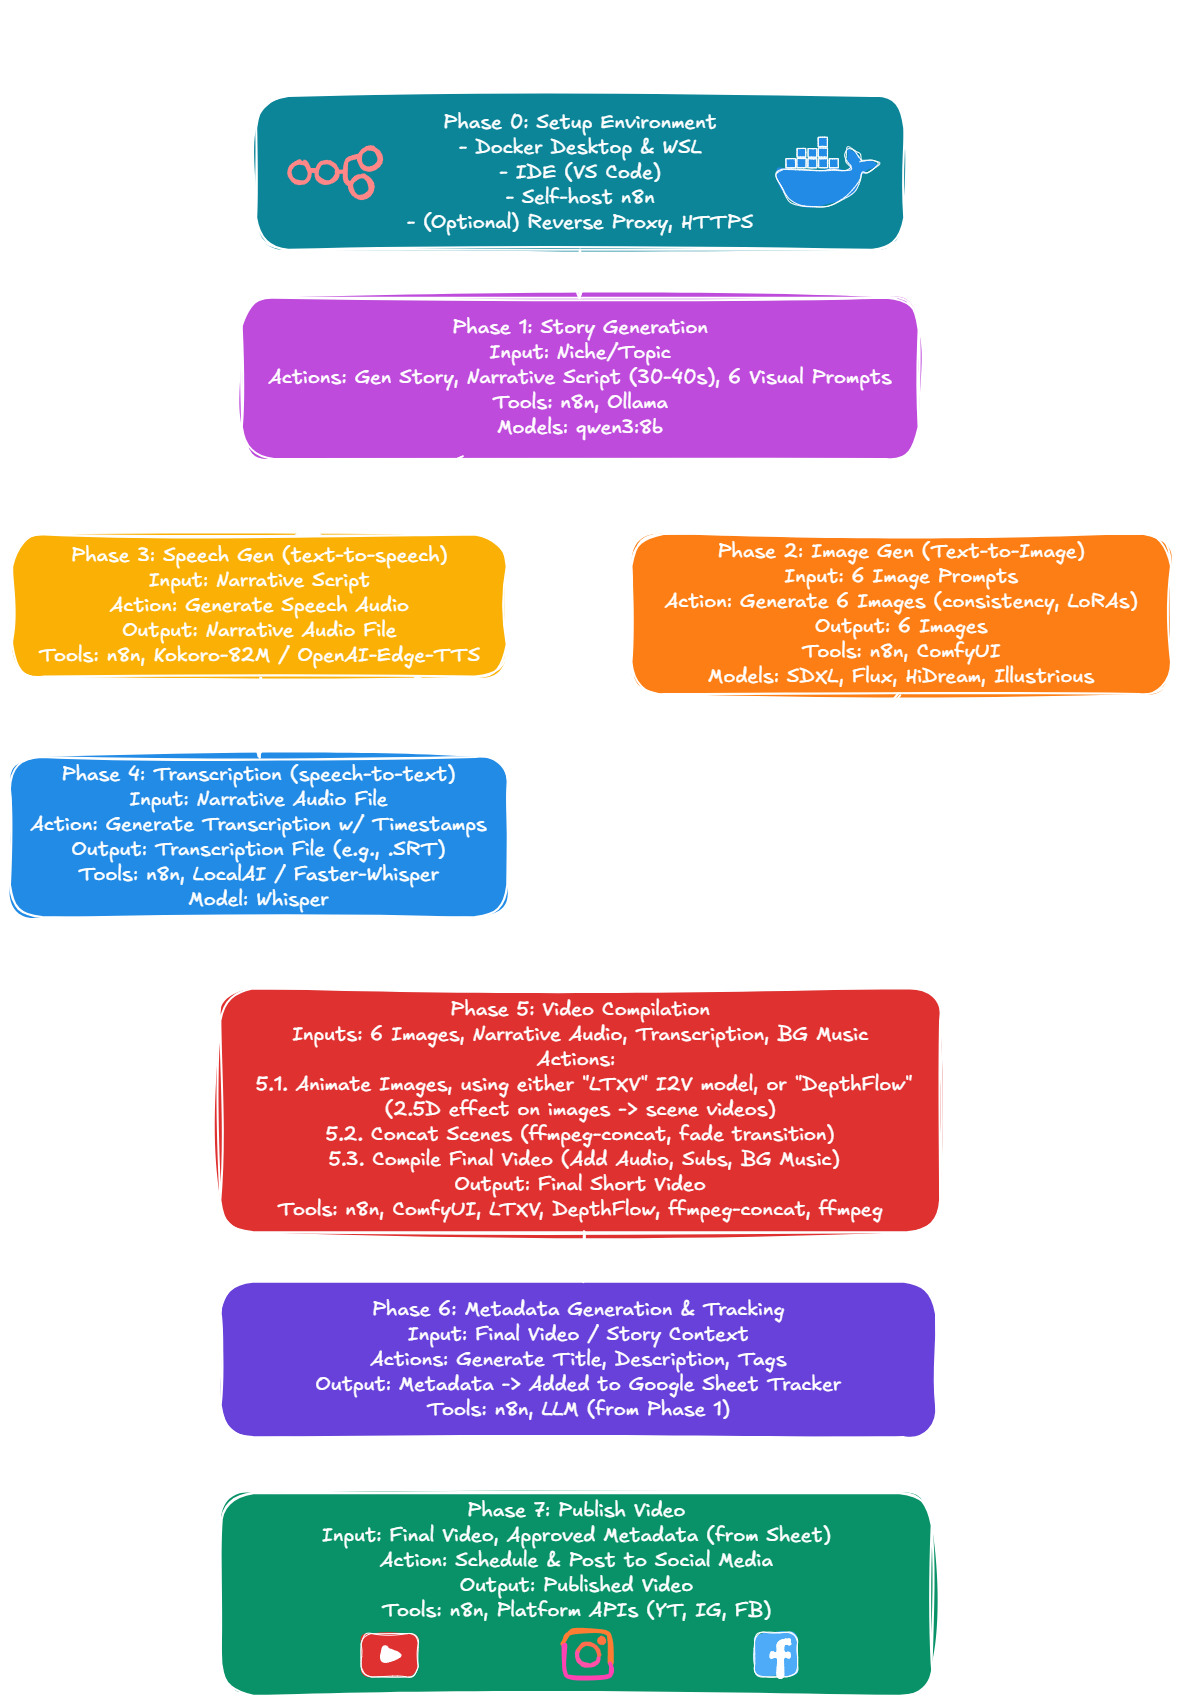 Phase 0: Setup Environment
- Docker Desktop & WSL
- IDE (VS Code)
- Self-host n8n
- (Optional) Reverse Proxy, HTTPS
Phase 1: Story Generation
Input: Niche/Topic
Actions: Gen Story, Narrative Script (30-40s), 6 Visual Prompts
Tools: n8n, Ollama
Models: qwen3:8b
Phase 3: Speech Gen (text-to-speech)
Input: Narrative Script
Action: Generate Speech Audio
Output: Narrative Audio File
Tools: n8n, Kokoro-82M / OpenAI-Edge-TTS
Phase 2: Image Gen (Text-to-Image)
Input: 6 Image Prompts
Action: Generate 6 Images (consistency, LoRAs)
Output: 6 Images
Tools: n8n, ComfyUI
Models: SDXL, Flux, HiDream, Illustrious
Phase 4: Transcription (speech-to-text)
Input: Narrative Audio File
Action: Generate Transcription w/ Timestamps
Output: Transcription File (e.g., .SRT)
Tools: n8n, LocalAI / Faster-Whisper
Model: Whisper
Phase 5: Video Compilation
Inputs: 6 Images, Narrative Audio, Transcription, BG Music
Actions:
5.1. Animate Images, using either "LTXV" I2V model, or "DepthFlow"
(2.5D effect on images -> scene videos)
5.2. Concat Scenes (ffmpeg-concat, fade transition)
5.3. Compile Final Video (Add Audio, Subs, BG Music)
Output: Final Short Video
Tools: n8n, ComfyUI, LTXV, DepthFlow, ffmpeg-concat, ffmpeg
Phase 6: Metadata Generation & Tracking
Input: Final Video / Story Context
Actions: Generate Title, Description, Tags
Output: Metadata -> Added to Google Sheet Tracker
Tools: n8n, LLM (from Phase 1)
Phase 7: Publish Video
Input: Final Video, Approved Metadata (from Sheet)
Action: Schedule & Post to Social Media
Output: Published Video
Tools: n8n, Platform APIs (YT, IG, FB)